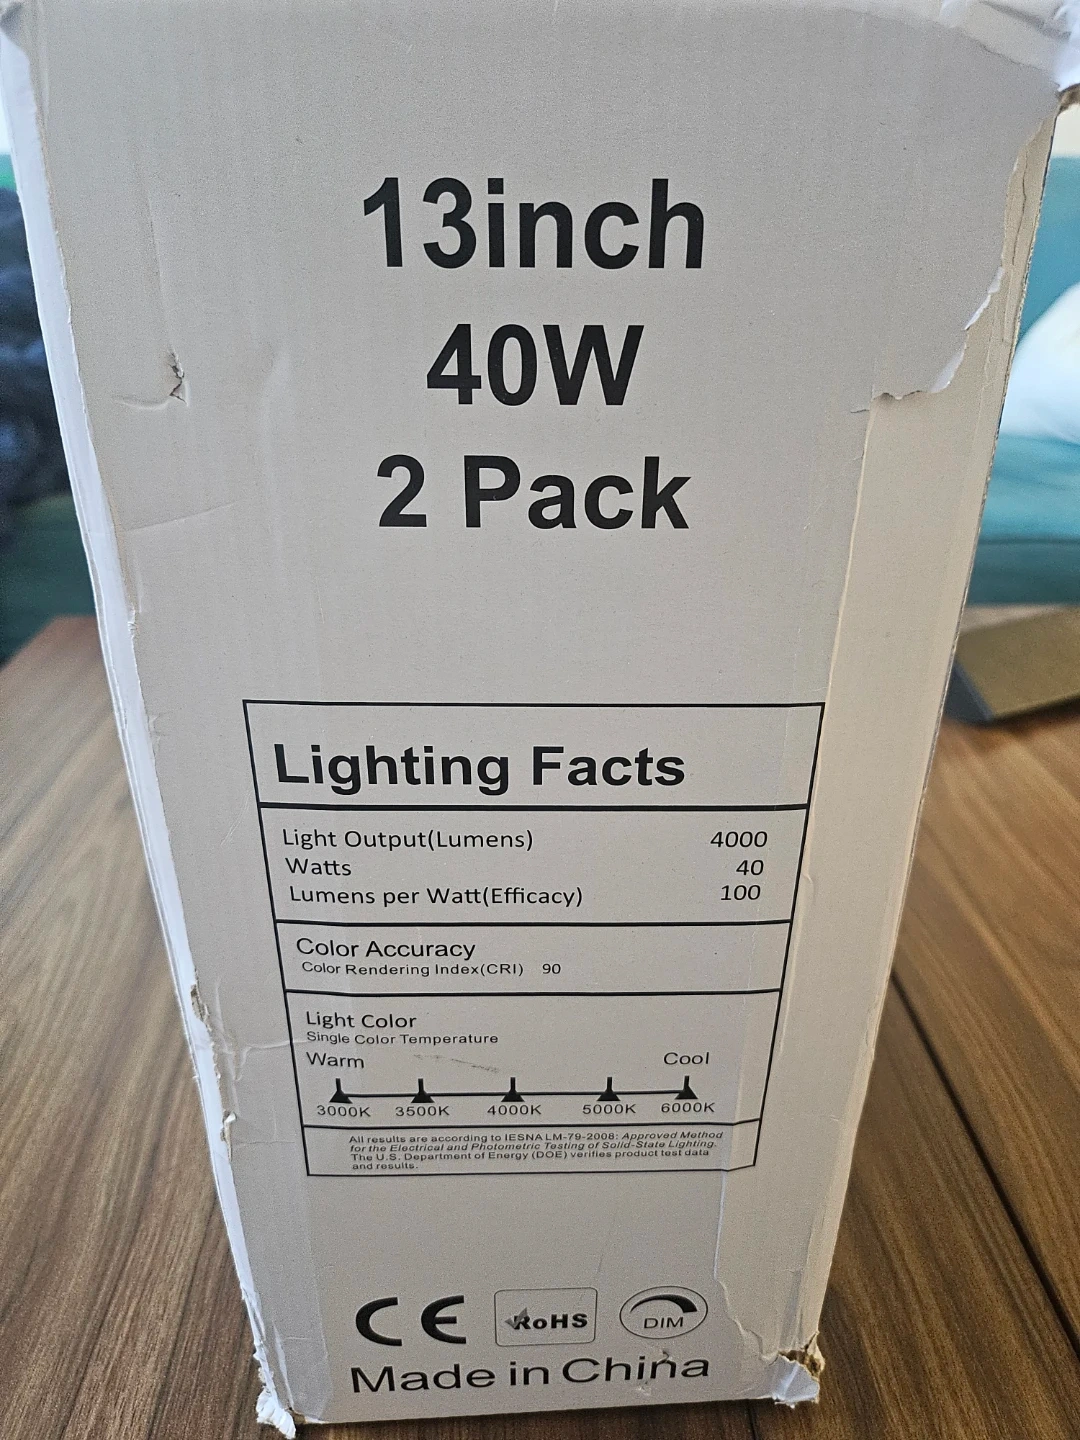 13inch
40W
2 Pack
Lighting Facts
Light Output(Lumens) 4000
Watts 40
Lumens per Watt(Efficacy) 100
Color Accuracy
Color Rendering Index(CRI) 90
Light Color
Single Color Temperature
Warm Cool
3000K 3500K 4000K 5000K 6000K
All results are according to IESNA LM-79-2008: Approved Method
for the Electrical and Photometric Testing of Solid-State Lighting.
The U.S. Department of Energy (DOE) verifies product test data
and results.
CE RoHS DIM
Made in China